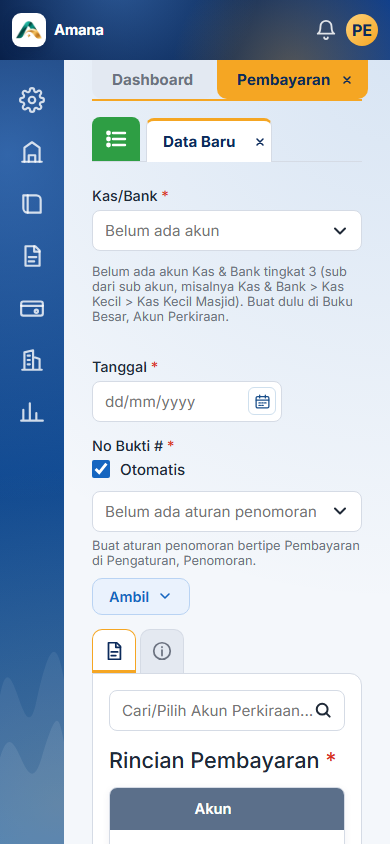 Amana
PE
Dashboard
Pembayaran ×
Data Baru ×
Kas/Bank *
Belum ada akun
Belum ada akun Kas & Bank tingkat 3 (sub
dari sub akun, misalnya Kas & Bank > Kas
Kecil > Kas Kecil Masjid). Buat dulu di Buku
Besar, Akun Perkiraan.
Tanggal *
dd/mm/yyyy
No Bukti # *
Otomatis
Belum ada aturan penomoran
Buat aturan penomoran bertipe Pembayaran
di Pengaturan, Penomoran.
Ambil
Cari/Pilih Akun Perkiraan...
Rincian Pembayaran *
Akun